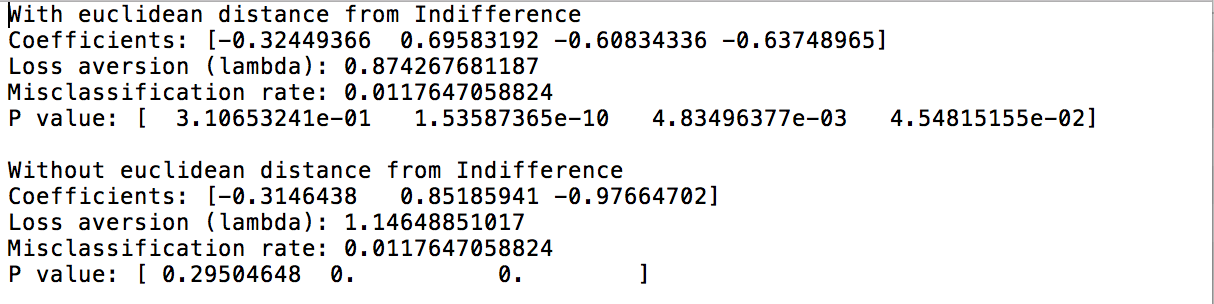 With euclidean distance from Indifference
Coefficients: [-0.32449366  0.69583192 -0.60834336 -0.63748965]
Loss aversion (lambda): 0.874267681187
Misclassification rate: 0.0117647058824
P value: [  3.10653241e-01   1.53587365e-10   4.83496377e-03   4.54815155e-02]
Without euclidean distance from Indifference
Coefficients: [-0.3146438   0.85185941 -0.97664702]
Loss aversion (lambda): 1.14648851017
Misclassification rate: 0.0117647058824
P value: [ 0.29504648  0.          0.        ]